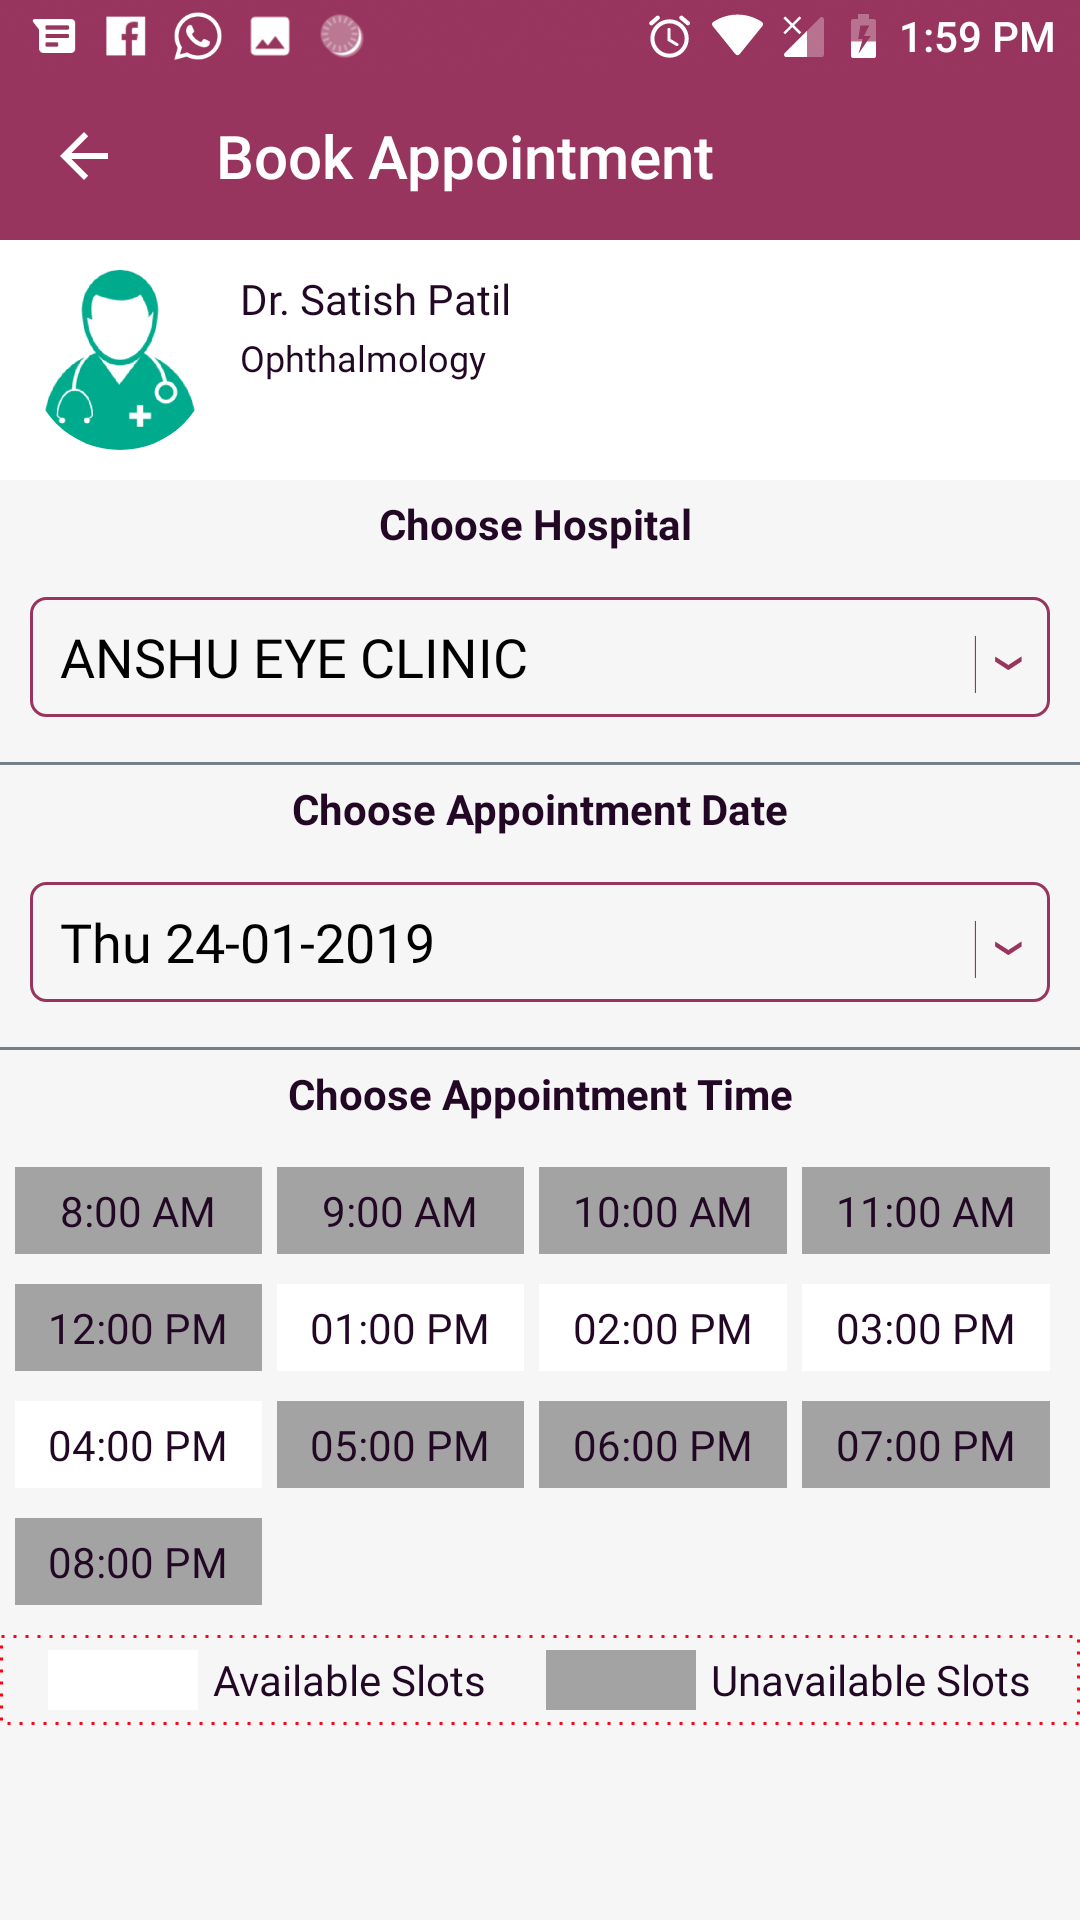 1:59 PM
Book Appointment
Dr. Satish Patil
Ophthalmology
Choose Hospital
ANSHU EYE CLINIC
Choose Appointment Date
Thu 24-01-2019
Choose Appointment Time
8:00 AM 9:00 AM 10:00 AM 11:00 AM
12:00 PM 01:00 PM 02:00 PM 03:00 PM
04:00 PM 05:00 PM 06:00 PM 07:00 PM
08:00 PM
Available Slots Unavailable Slots